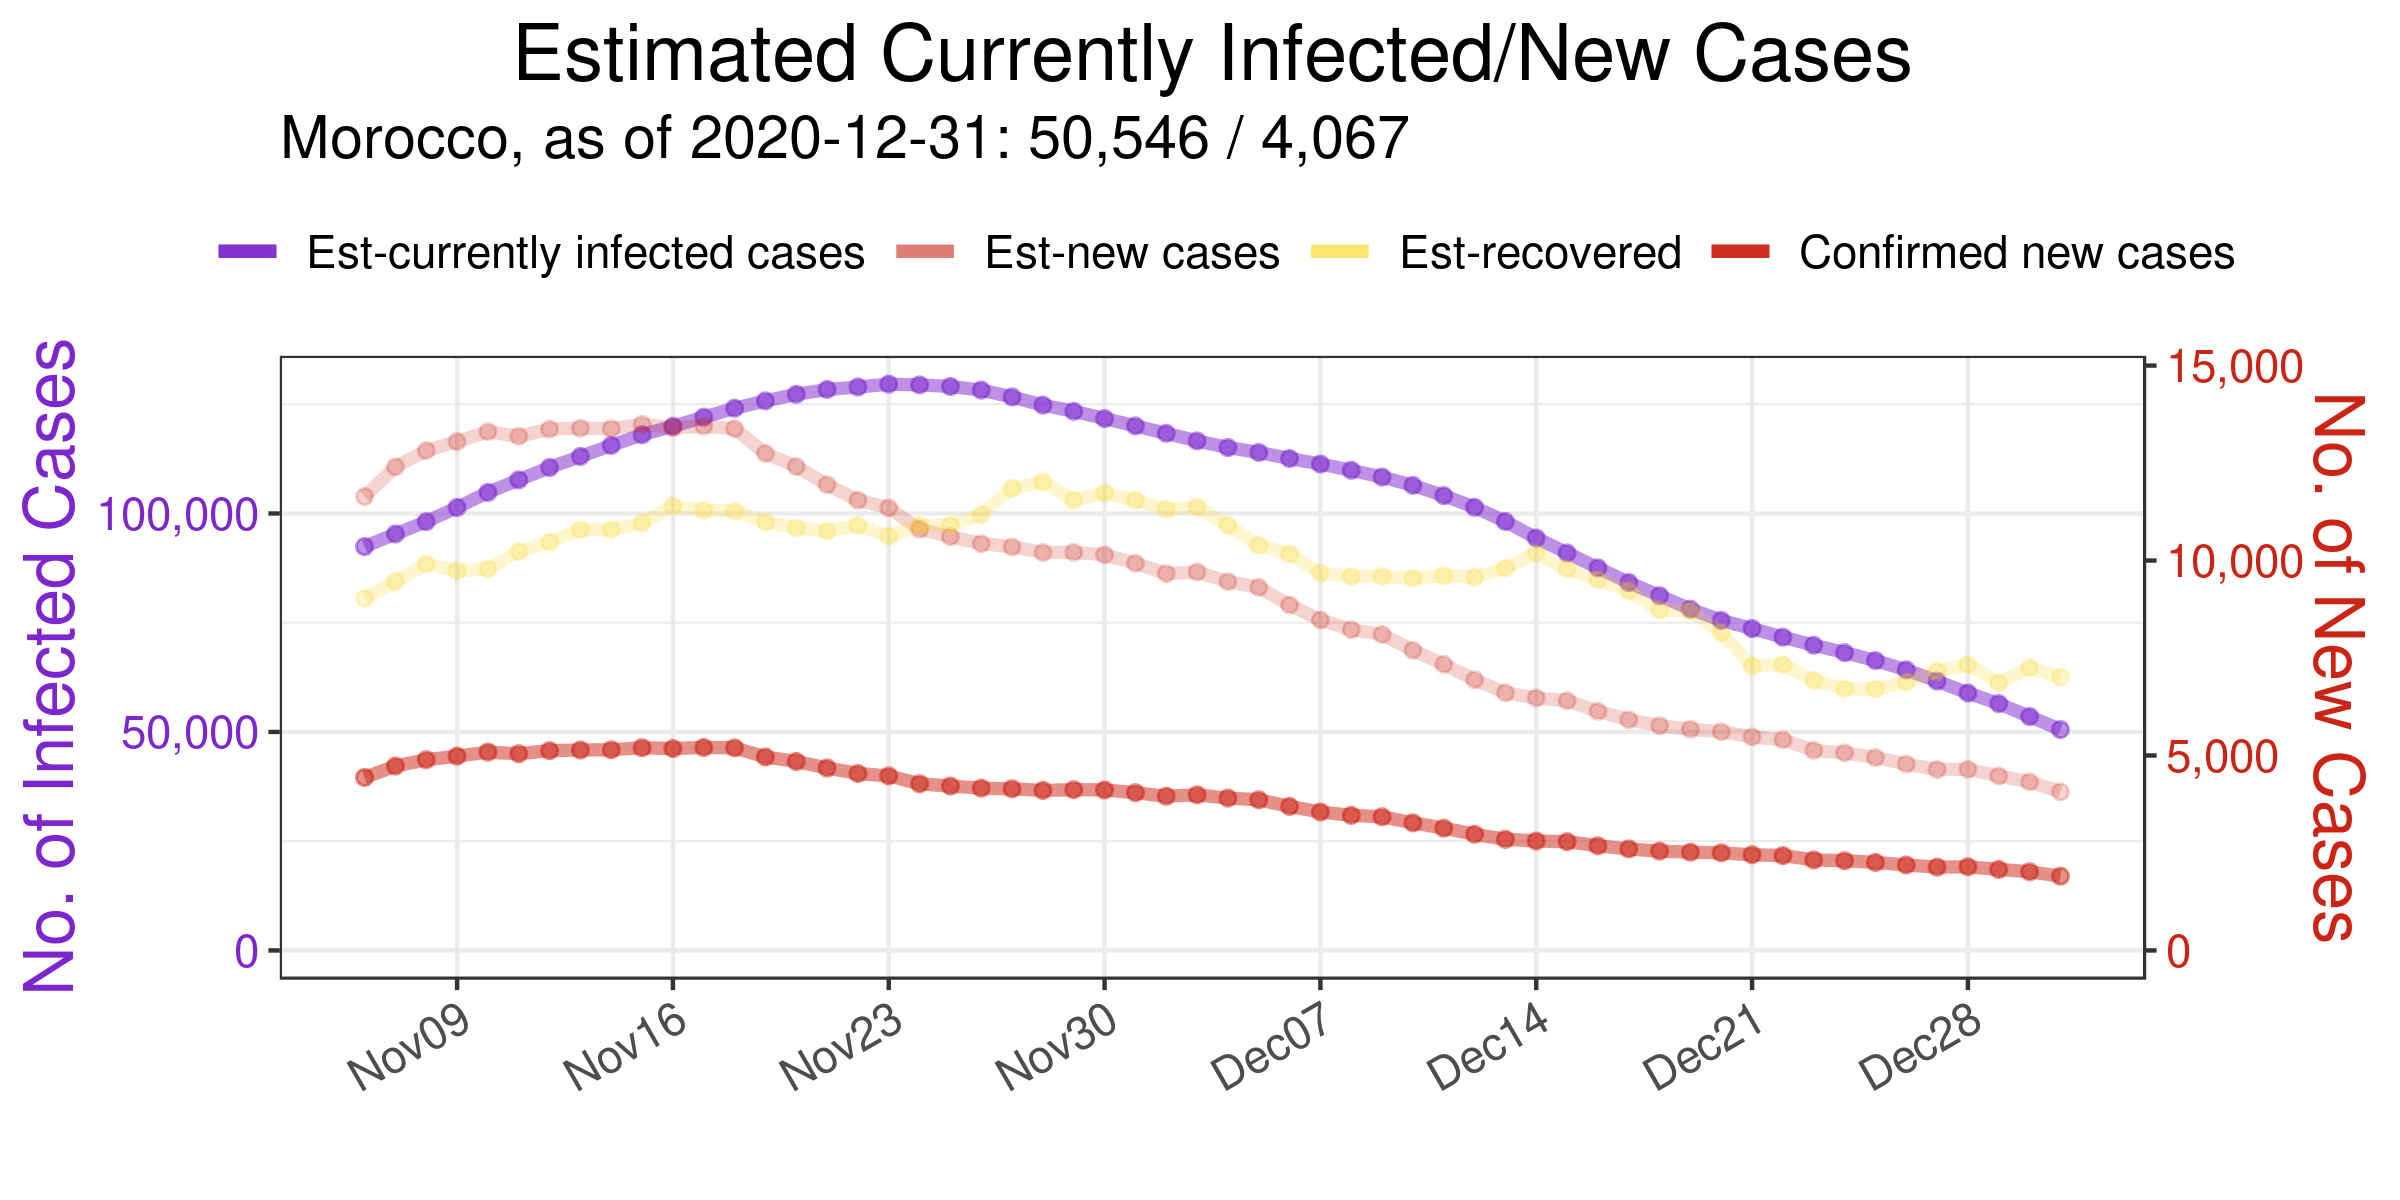 Estimated Currently Infected/New Cases
Morocco, as of 2020-12-31: 50,546 / 4,067
Est-currently infected cases Est-new cases Est-recovered Confirmed new cases
No. of Infected Cases
100,000
50,000
0
15,000
10,000
5,000
0
No. of New Cases
Nov09 Nov16 Nov23 Nov30 Dec07 Dec14 Dec21 Dec28